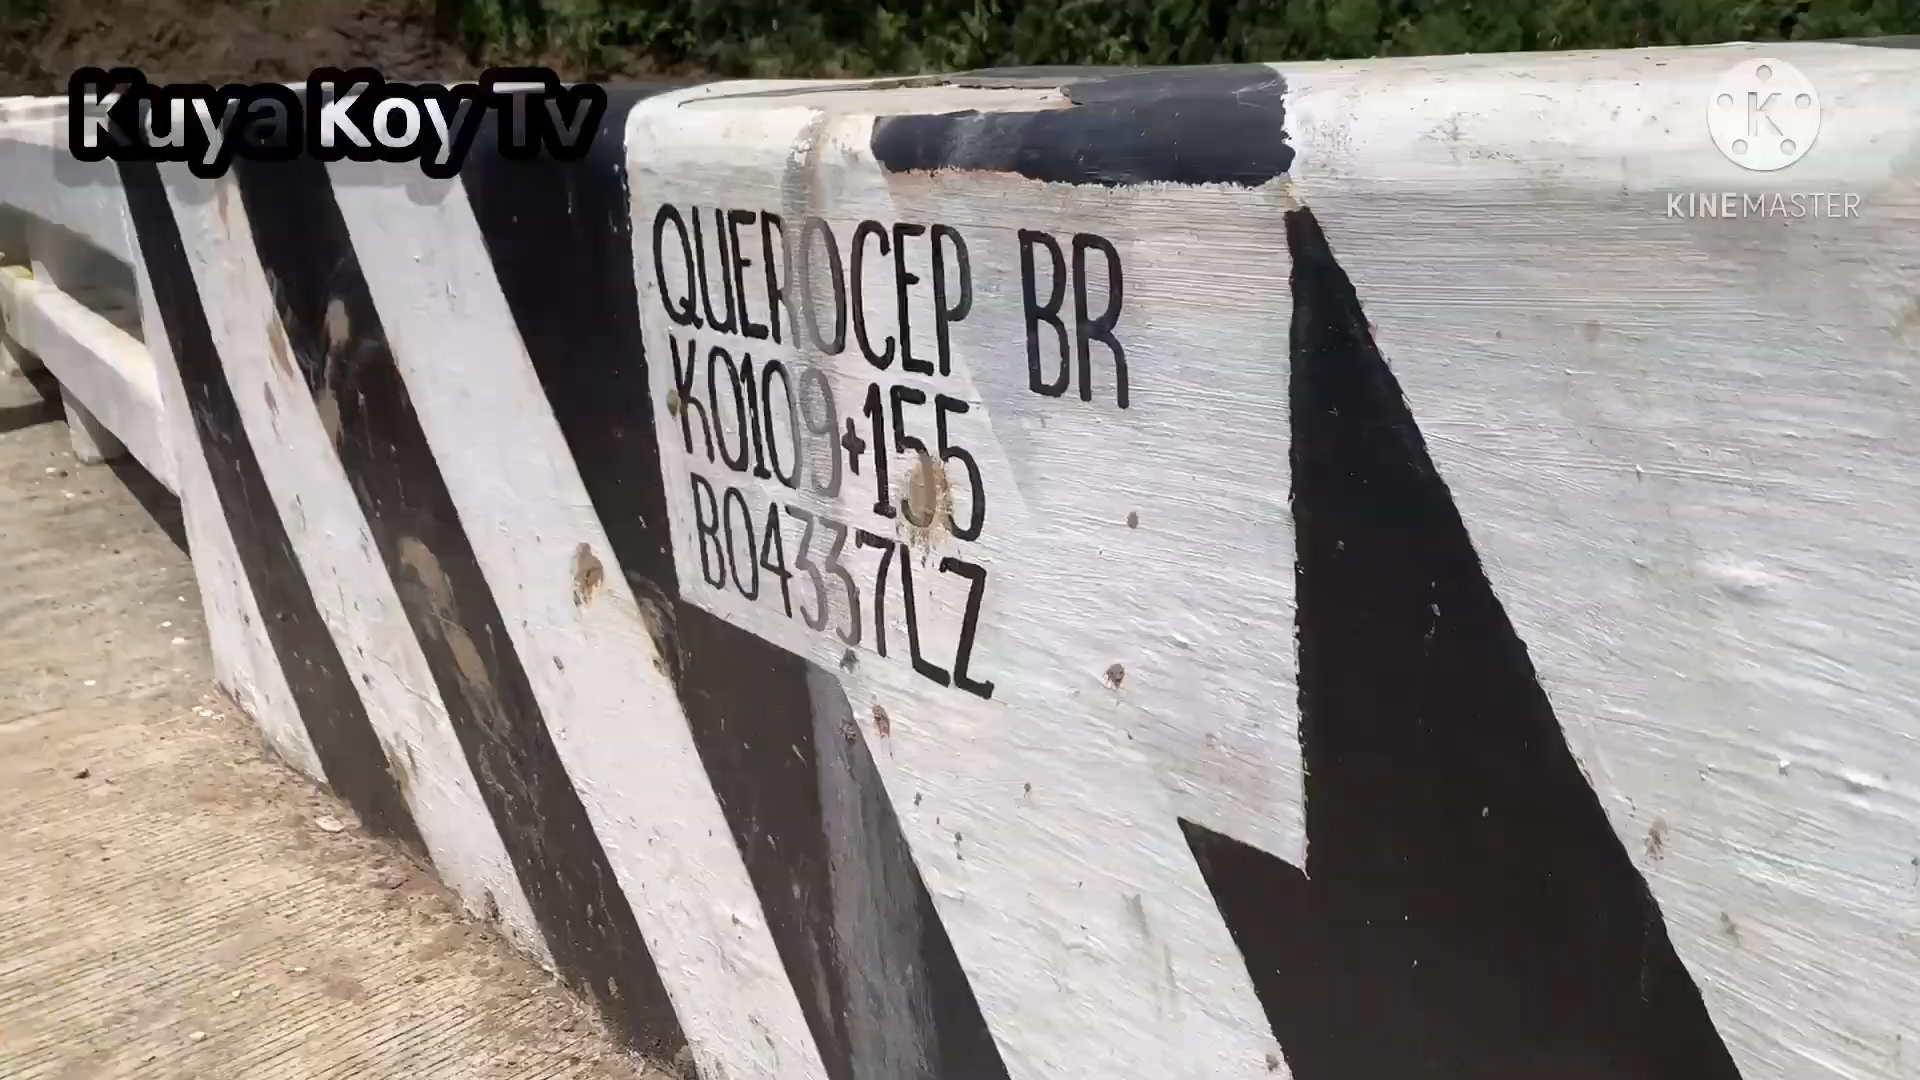 Kuya Koy Tv
K
KINEMASTER
QUEROCEP BR
K0109+155
B04337LZ